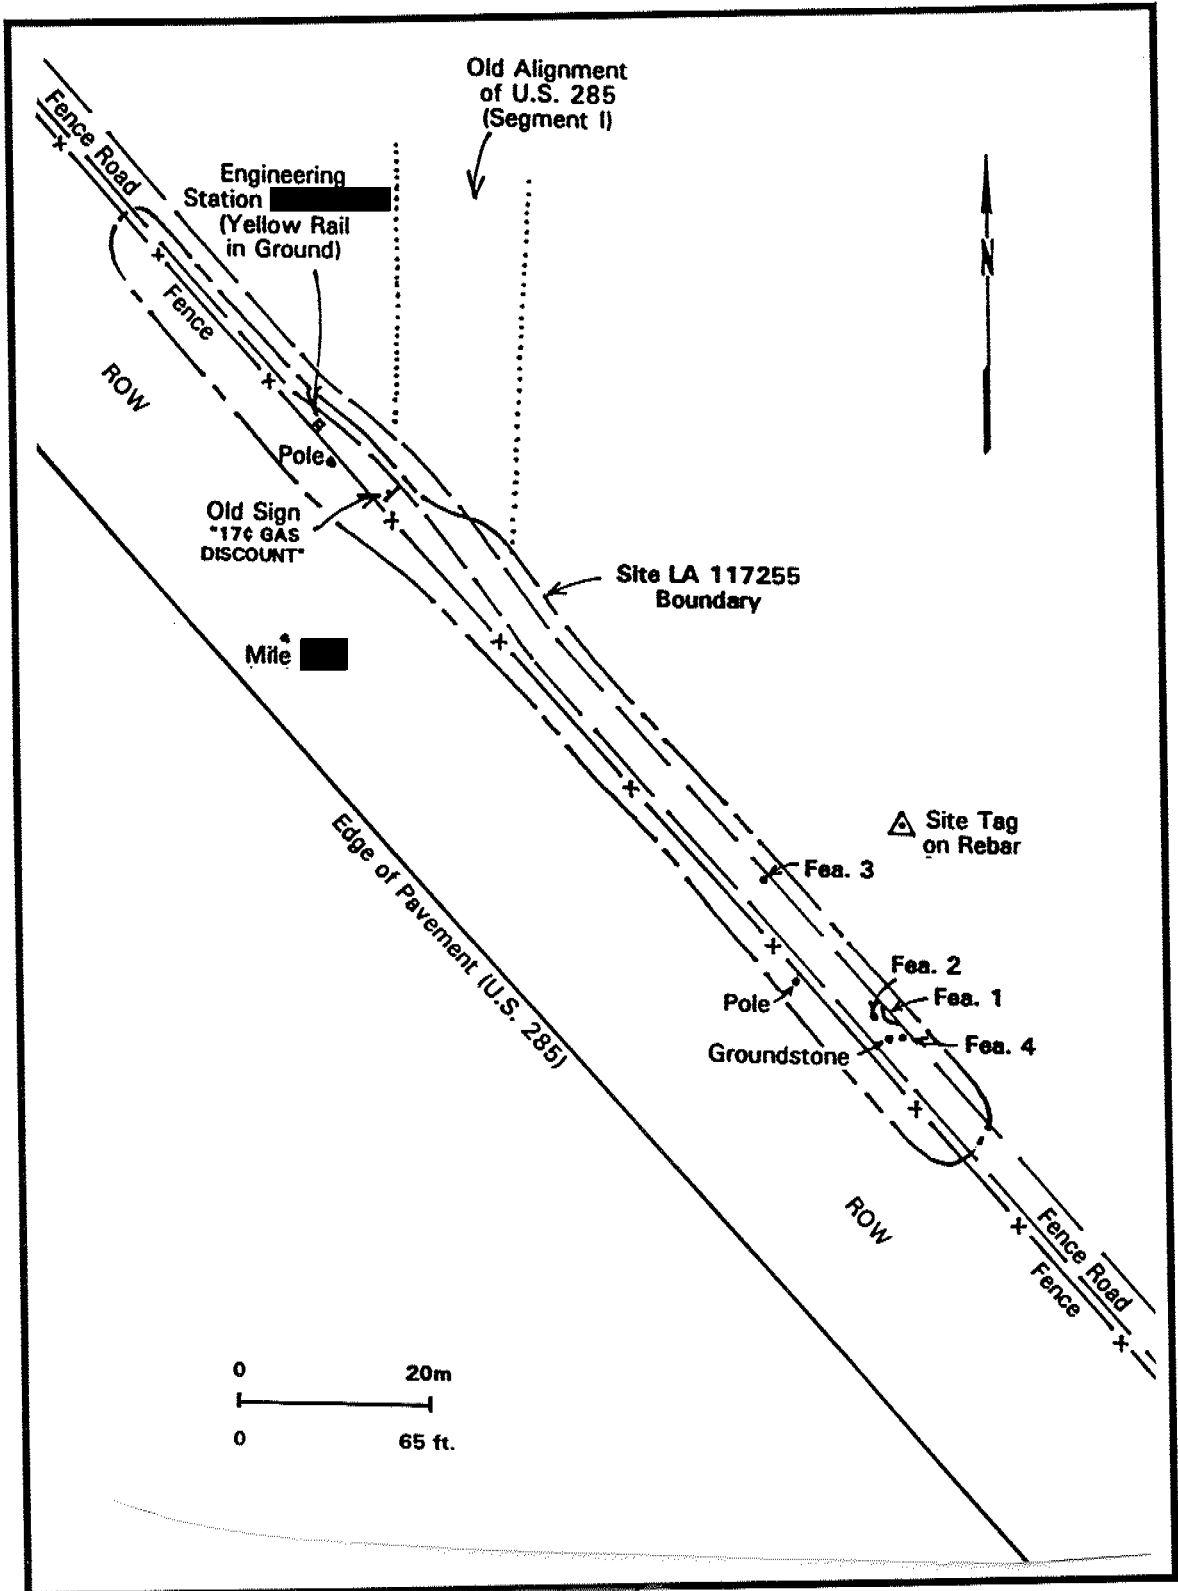 Old Alignment
of U.S. 285
(Segment I)
Fence Road
Engineering
Station
(Yellow Rail
in Ground)
N
Fence
ROW
Pole
Old Sign
"17¢ GAS
DISCOUNT"
Site LA 117255
Boundary
Mile
Edge of Pavement (U.S. 285)
Site Tag
on Rebar
Fea. 3
Fea. 2
Fea. 1
Pole
Groundstone
Fea. 4
ROW
Fence Road
Fence
0 20m
0 65 ft.